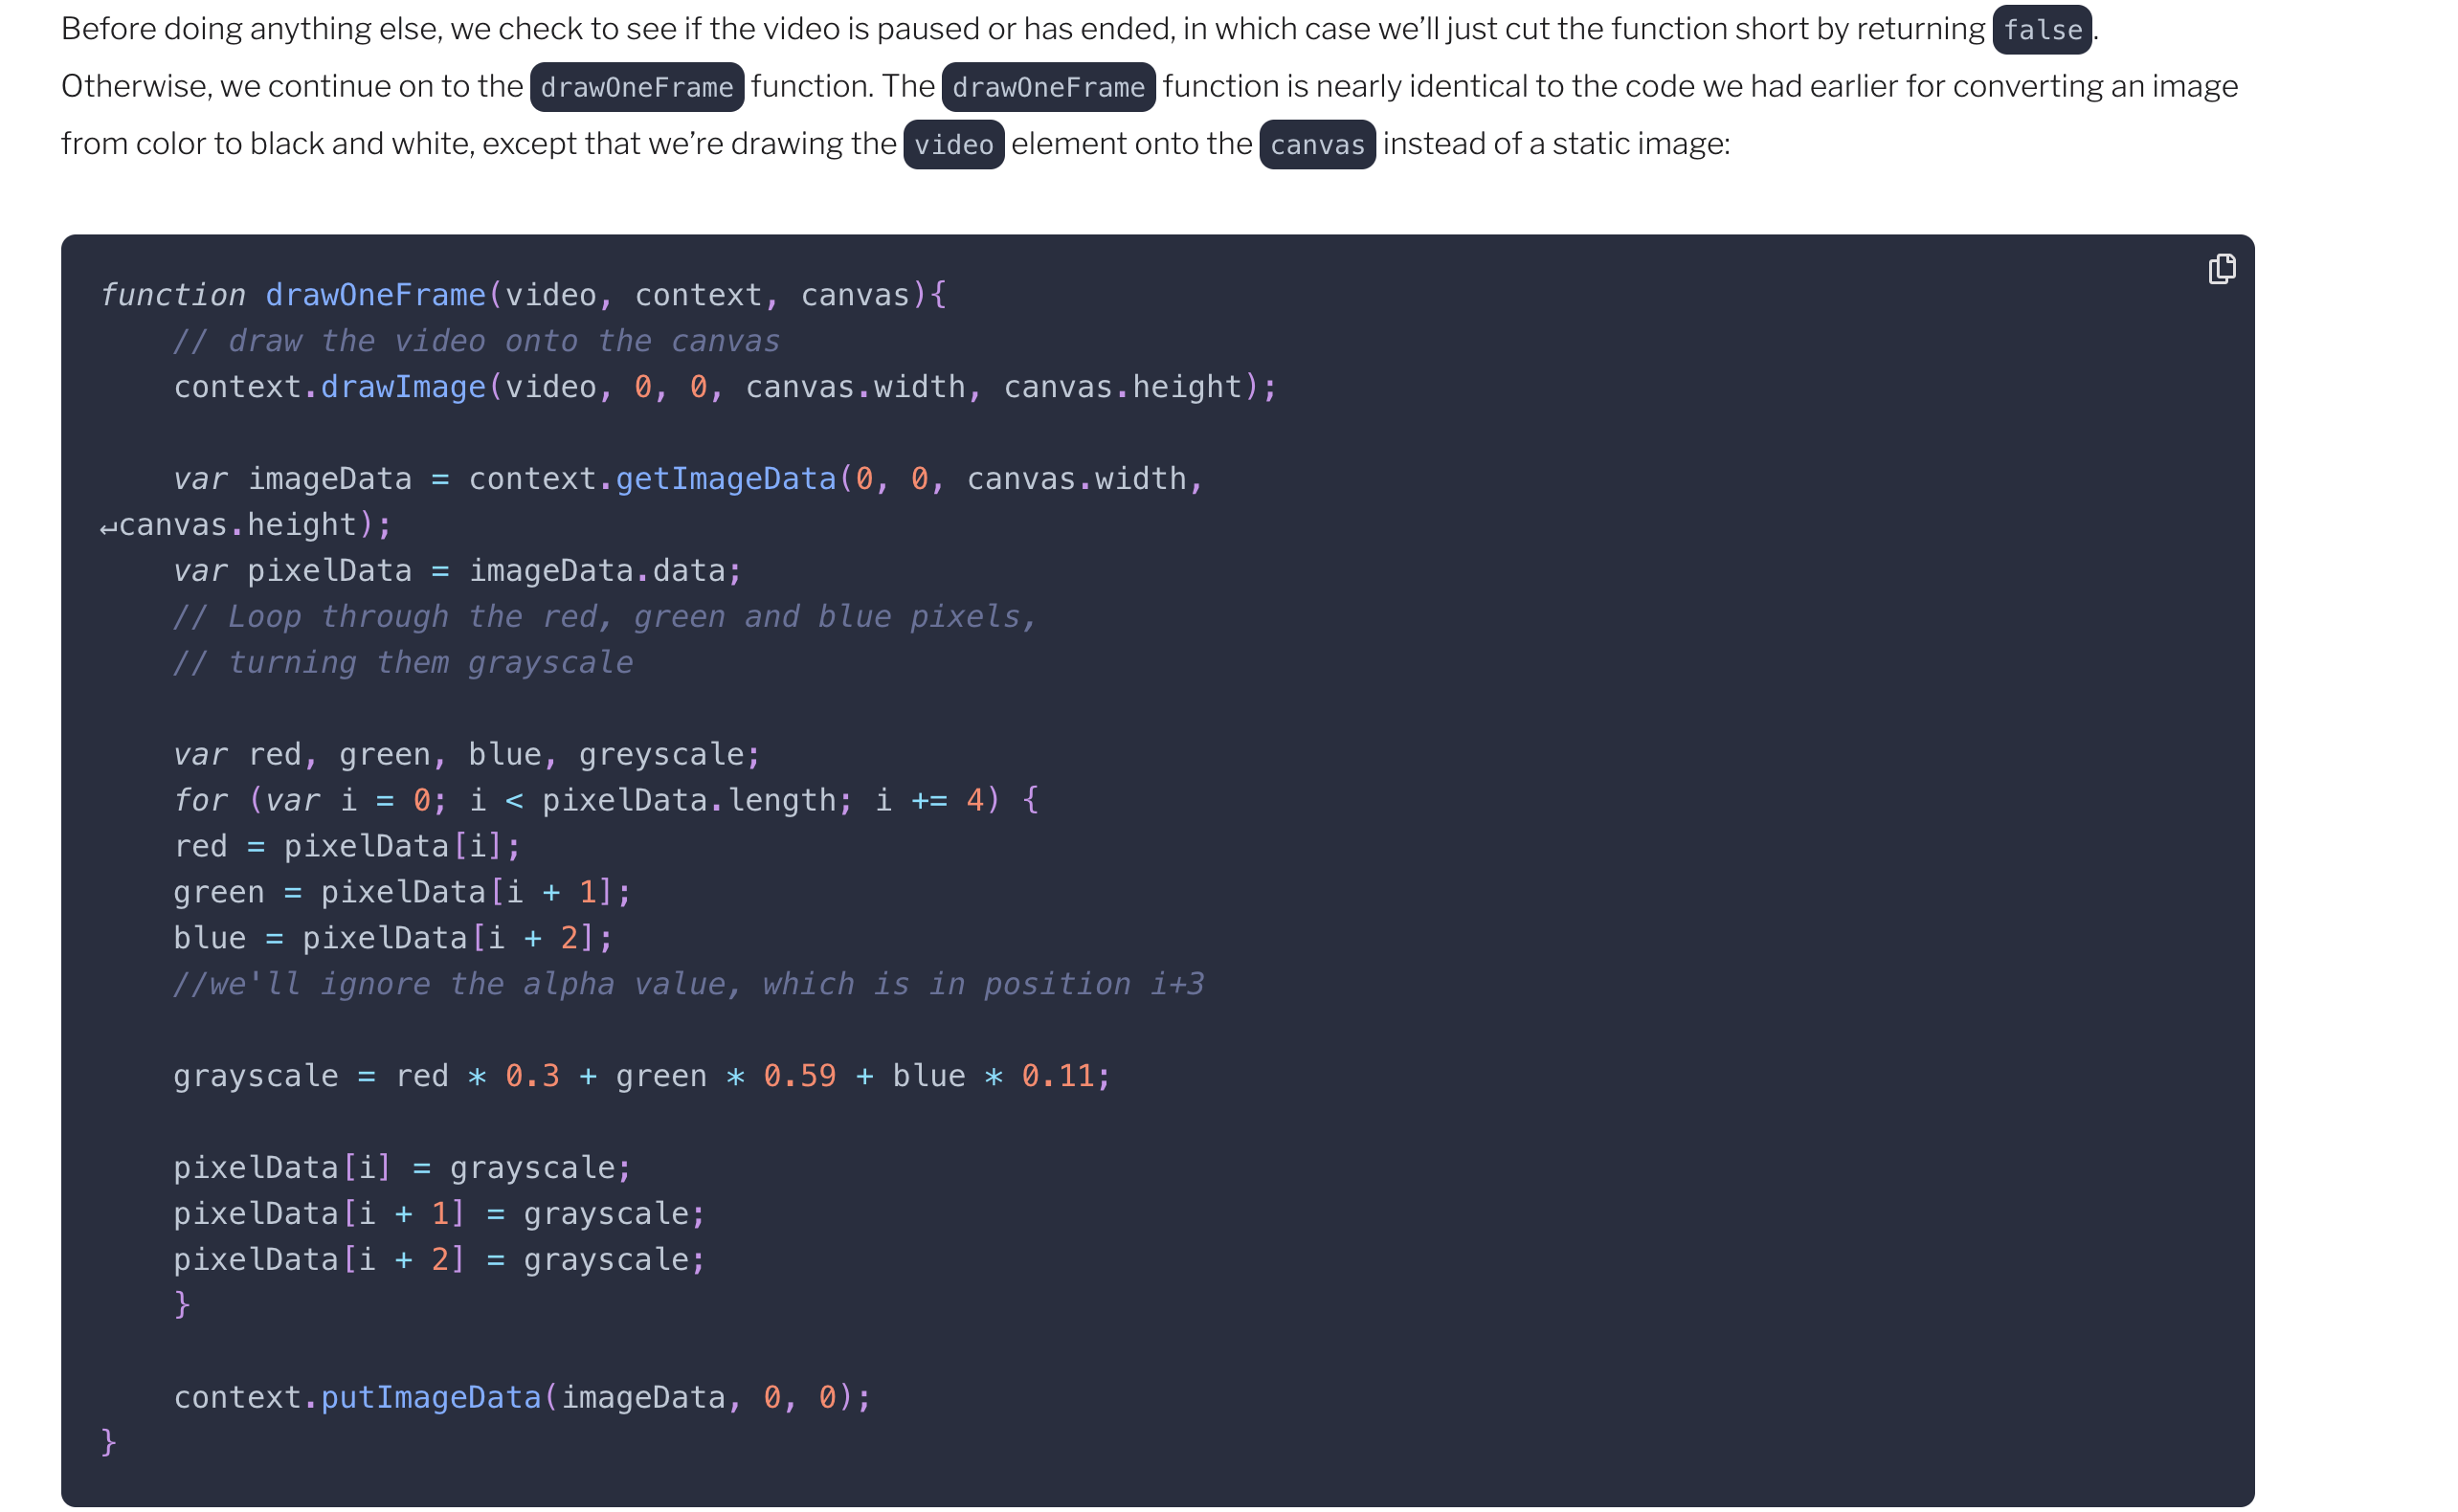 Before doing anything else, we check to see if the video is paused or has ended, in which case we’ll just cut the function short by returning false.
Otherwise, we continue on to the drawOneFrame function. The drawOneFrame function is nearly identical to the code we had earlier for converting an image
from color to black and white, except that we’re drawing the video element onto the canvas instead of a static image:
function drawOneFrame(video, context, canvas){
    // draw the video onto the canvas
    context.drawImage(video, 0, 0, canvas.width, canvas.height);

    var imageData = context.getImageData(0, 0, canvas.width,
↵canvas.height);
    var pixelData = imageData.data;
    // Loop through the red, green and blue pixels,
    // turning them grayscale

    var red, green, blue, greyscale;
    for (var i = 0; i < pixelData.length; i += 4) {
    red = pixelData[i];
    green = pixelData[i + 1];
    blue = pixelData[i + 2];
    //we'll ignore the alpha value, which is in position i+3

    grayscale = red * 0.3 + green * 0.59 + blue * 0.11;

    pixelData[i] = grayscale;
    pixelData[i + 1] = grayscale;
    pixelData[i + 2] = grayscale;
    }

    context.putImageData(imageData, 0, 0);
}